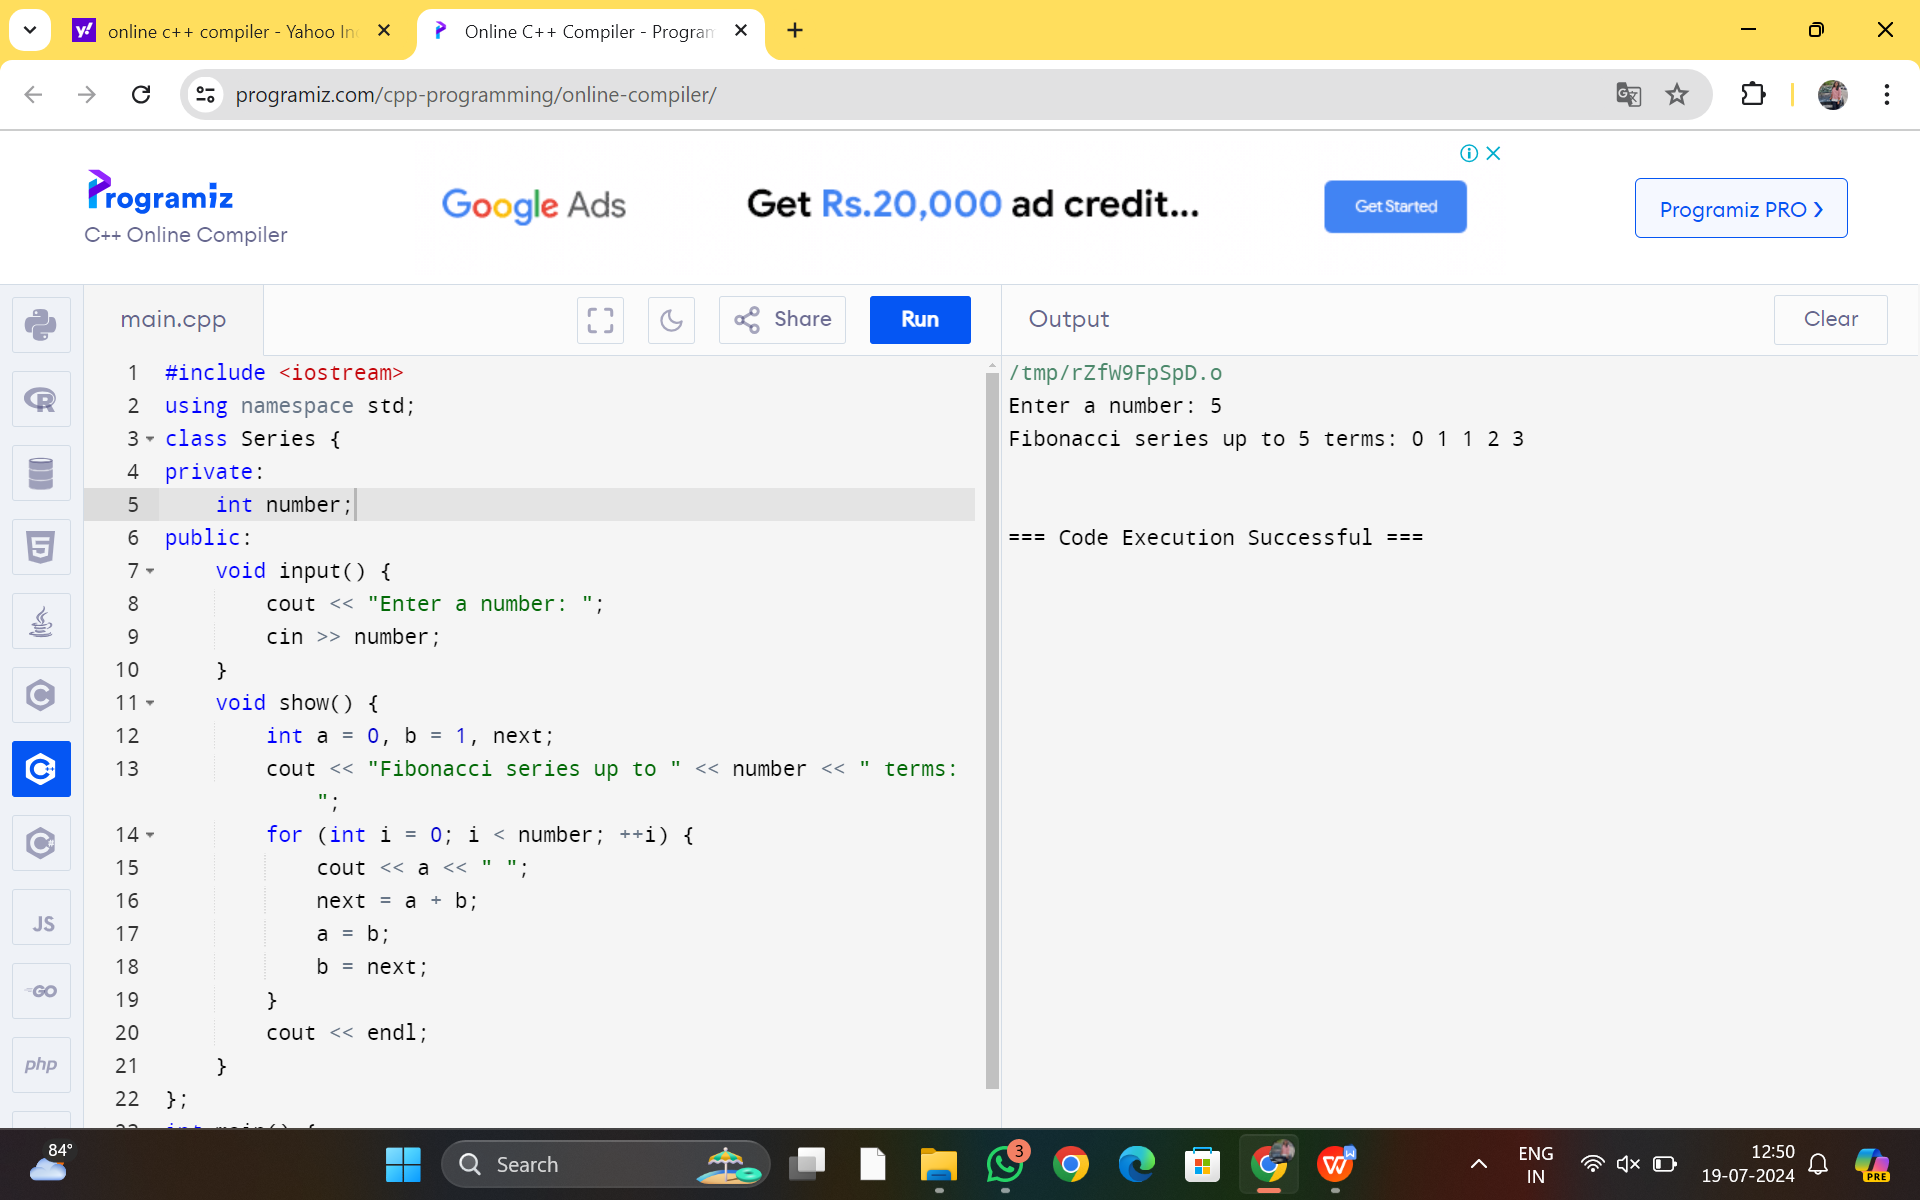 online c++ compiler - Yahoo In
Online C++ Compiler - Program
programiz.com/cpp-programming/online-compiler/
Programiz
C++ Online Compiler
Google Ads
Get Rs.20,000 ad credit...
Get Started
Programiz PRO ›
main.cpp
Share
Run
Output
Clear
1 #include <iostream>
2 using namespace std;
3 class Series {
4 private:
5 int number;
6 public:
7 void input() {
8 cout << "Enter a number: ";
9 cin >> number;
10 }
11 void show() {
12 int a = 0, b = 1, next;
13 cout << "Fibonacci series up to " << number << " terms:
";
14 for (int i = 0; i < number; ++i) {
15 cout << a << " ";
16 next = a + b;
17 a = b;
18 b = next;
19 }
20 cout << endl;
21 }
22 };
23 int main() {
/tmp/rZfW9FpSpD.o
Enter a number: 5
Fibonacci series up to 5 terms: 0 1 1 2 3
=== Code Execution Successful ===
JS
GO
php
84°
Search
3
ENG
IN
12:50
19-07-2024
PRE